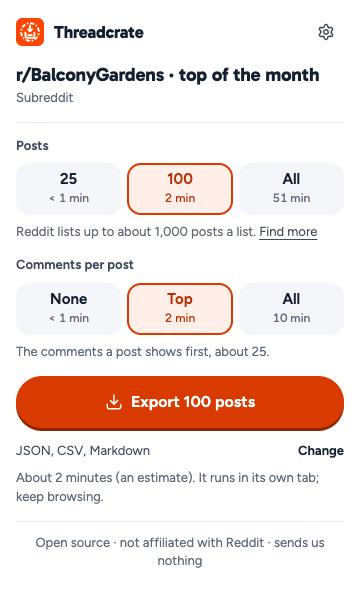 Threadcrate
r/BalconyGardens · top of the month
Subreddit
Posts
25
< 1 min
100
2 min
All
51 min
Reddit lists up to about 1,000 posts a list. Find more
Comments per post
None
< 1 min
Top
2 min
All
10 min
The comments a post shows first, about 25.
Export 100 posts
JSON, CSV, Markdown
Change
About 2 minutes (an estimate). It runs in its own tab;
keep browsing.
Open source · not affiliated with Reddit · sends us
nothing